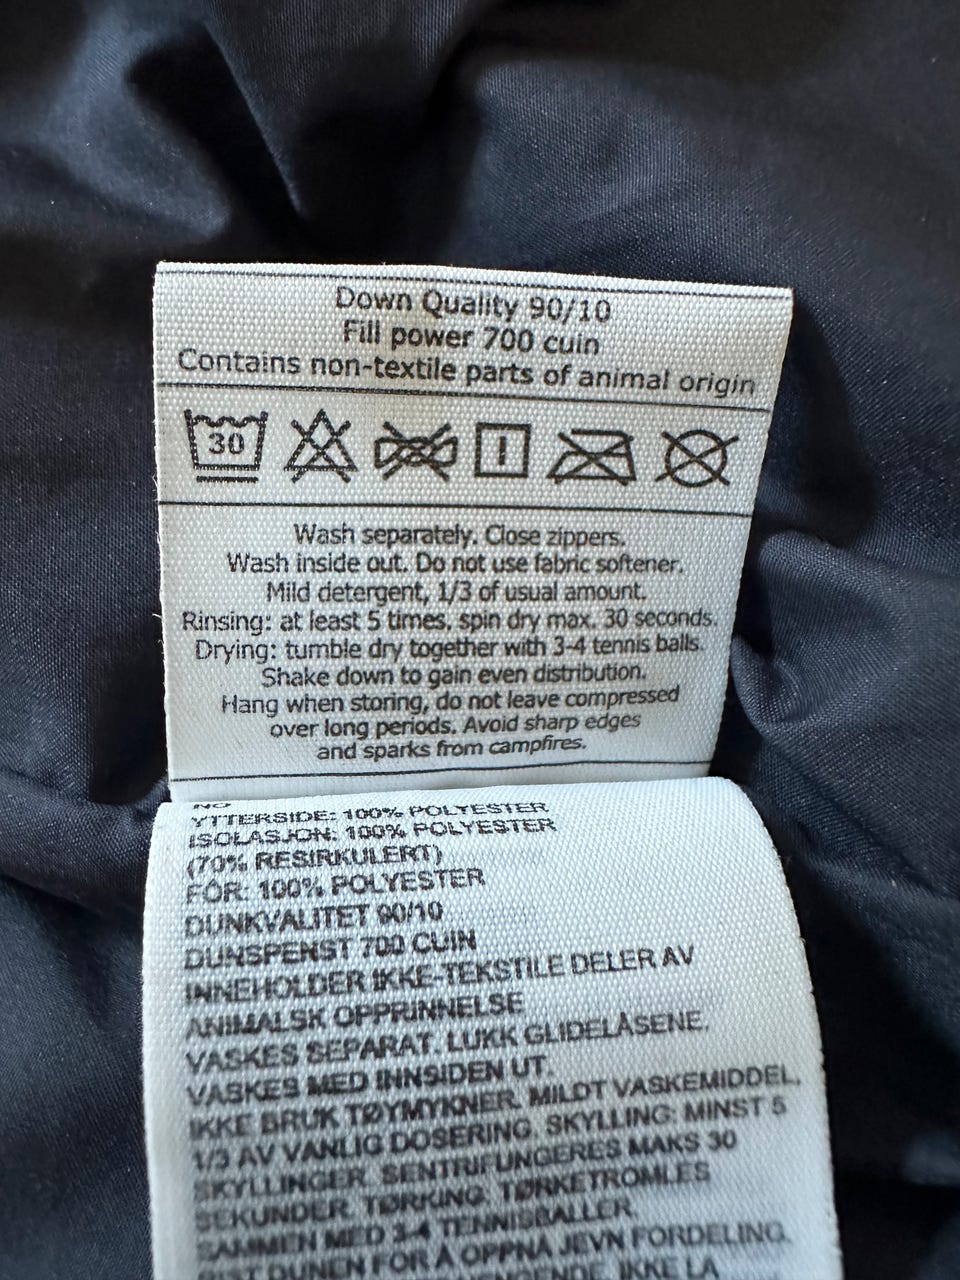 Down Quality 90/10
Fill power 700 cuin
Contains non-textile parts of animal origin
30
Wash separately. Close zippers.
Wash inside out. Do not use fabric softener.
Mild detergent, 1/3 of usual amount.
Rinsing: at least 5 times. spin dry max. 30 seconds.
Drying: tumble dry together with 3-4 tennis balls.
Shake down to gain even distribution.
Hang when storing, do not leave compressed
over long periods. Avoid sharp edges
and sparks from campfires.
NO
YTTERSIDE: 100% POLYESTER
ISOLASJON: 100% POLYESTER
(70% RESIRKULERT)
FÔR: 100% POLYESTER
DUNKVALITET 90/10
DUNSPENST 700 CUIN
INNEHOLDER IKKE-TEKSTILE DELER AV
ANIMALSK OPPRINNELSE
VASKES SEPARAT. LUKK GLIDELÅSENE.
VASKES MED INNSIDEN UT.
IKKE BRUK TØYMYKNER. MILDT VASKEMIDDEL,
1/3 AV VANLIG DOSERING. SKYLLING: MINST 5
SKYLLINGER. SENTRIFUNGERES MAKS 30
SEKUNDER. TØRKING: TØRKETROMLES
SAMMEN MED 3-4 TENNISBALLER.
RIST DUNEN FOR Å OPPNÅ JEVN FORDELING.
IKKE LA